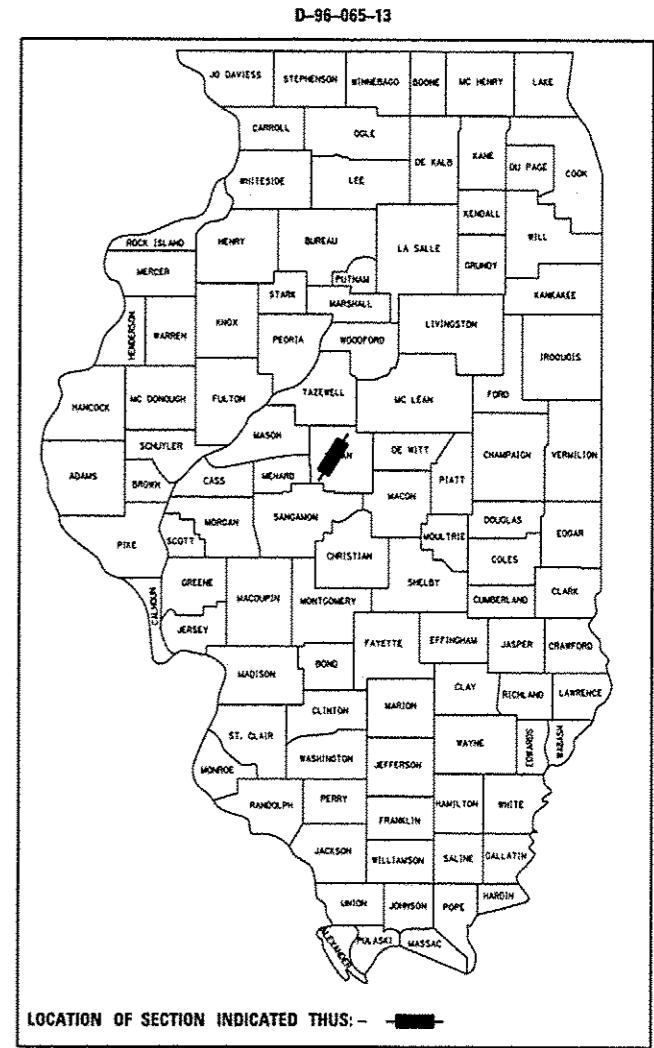 D-96-065-13
JO DAVIESS STEPHENSON WINNEBAGO BOONE MC HENRY LAKE
CARROLL OGLE
DE KALB KANE DU PAGE COOK
WHITESIDE LEE
KENDALL WILL
ROCK ISLAND HENRY BUREAU LA SALLE GRUNDY
MERCER PUTNAM KANKAKEE
STARK MARSHALL
HENDERSON WARREN KNOX PEORIA WOODFORD LIVINGSTON IROQUOIS
HANCOCK MC DONOUGH FULTON TAZEWELL MC LEAN FORD
MASON
SCHUYLER DE WITT CHAMPAIGN VERMILION
ADAMS BROWN CASS MENARD AN PIATT
MACON
MORGAN SANGAMON DOUGLAS
PIKE SCOTT MOULTRIE EDGAR
CHRISTIAN COLES
GREENE SHELBY
CALHOUN MACOUPIN MONTGOMERY CUMBERLAND CLARK
JERSEY
FAYETTE EFFINGHAM JASPER CRAWFORD
BOND
MADISON CLAY RICHLAND LAWRENCE
CLINTON MARION
ST. CLAIR WAYNE EDWARDS WABASH
WASHINGTON JEFFERSON
MONROE
RANDOLPH PERRY HAMILTON WHITE
FRANKLIN
JACKSON WILLIAMSON SALINE GALLATIN
HARDIN
UNION JOHNSON POPE
ALEXANDER PULASKI MASSAC
LOCATION OF SECTION INDICATED THUS: -